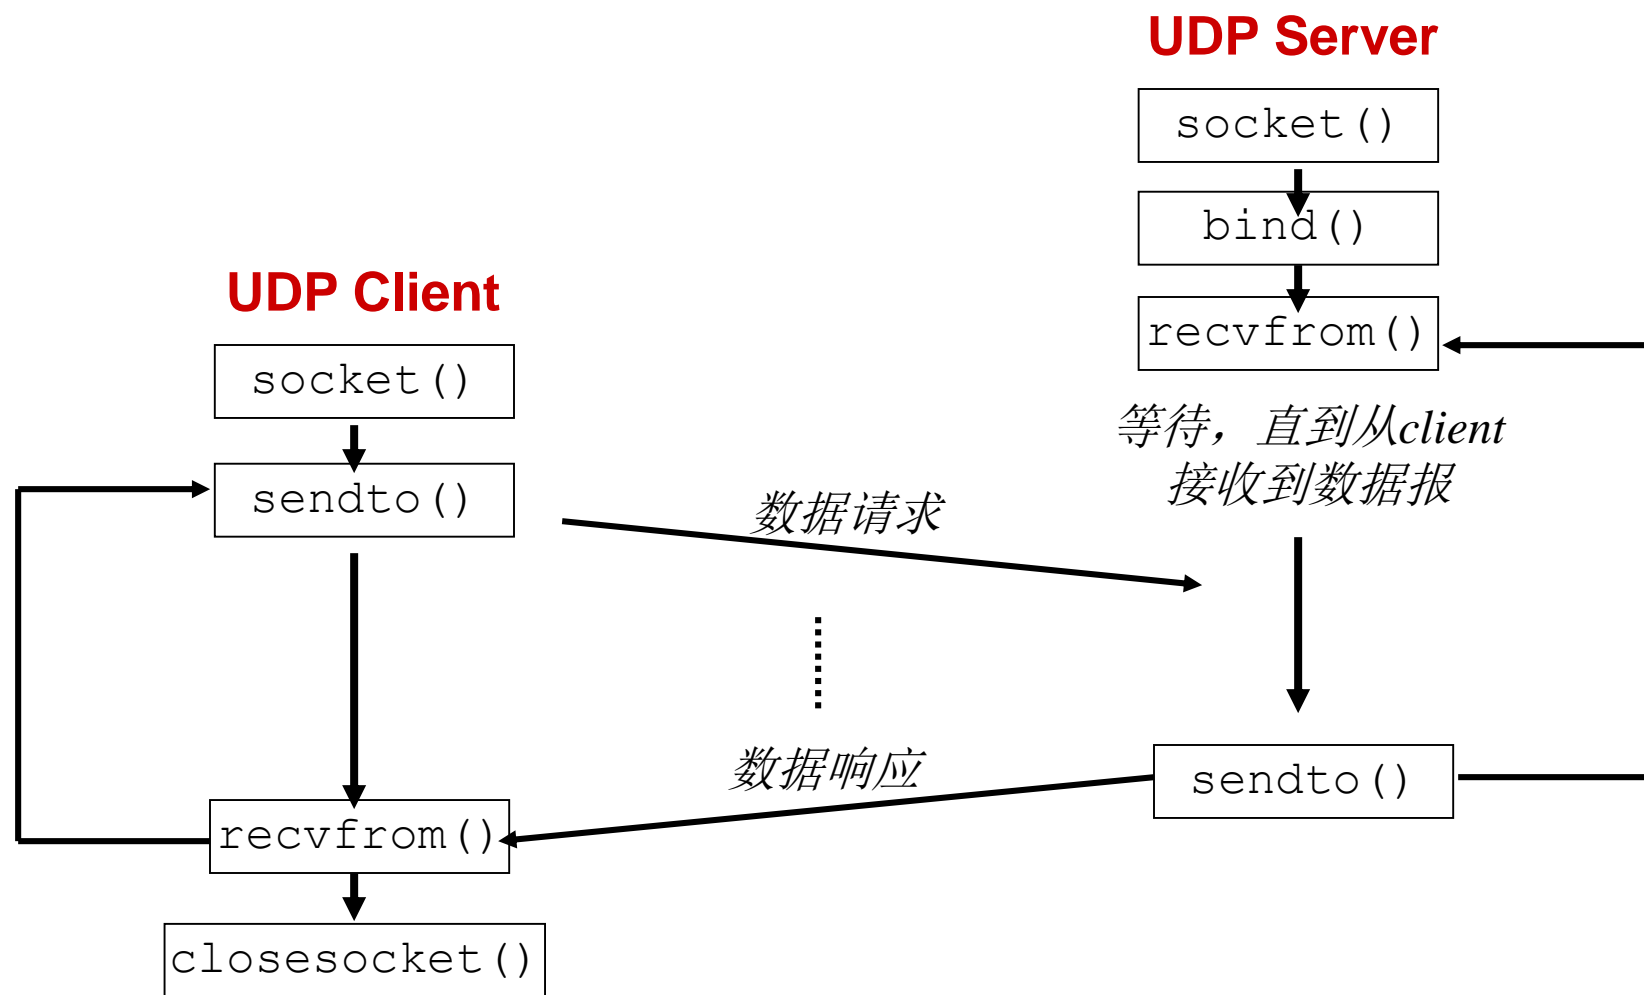 UDP Server
socket()
bind()
recvfrom()
等待，直到从client
接收到数据报
sendto()
UDP Client
socket()
sendto()
recvfrom()
closesocket()
数据请求
数据响应